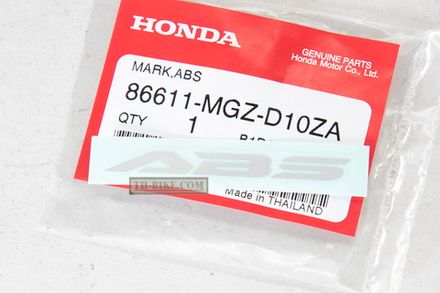 HONDA
GENUINE PARTS
Honda Motor Co., Ltd.
MARK,ABS
86611-MGZ-D10ZA
QTY 1
ABS
TH-BIKE.COM
Made in THAILAND